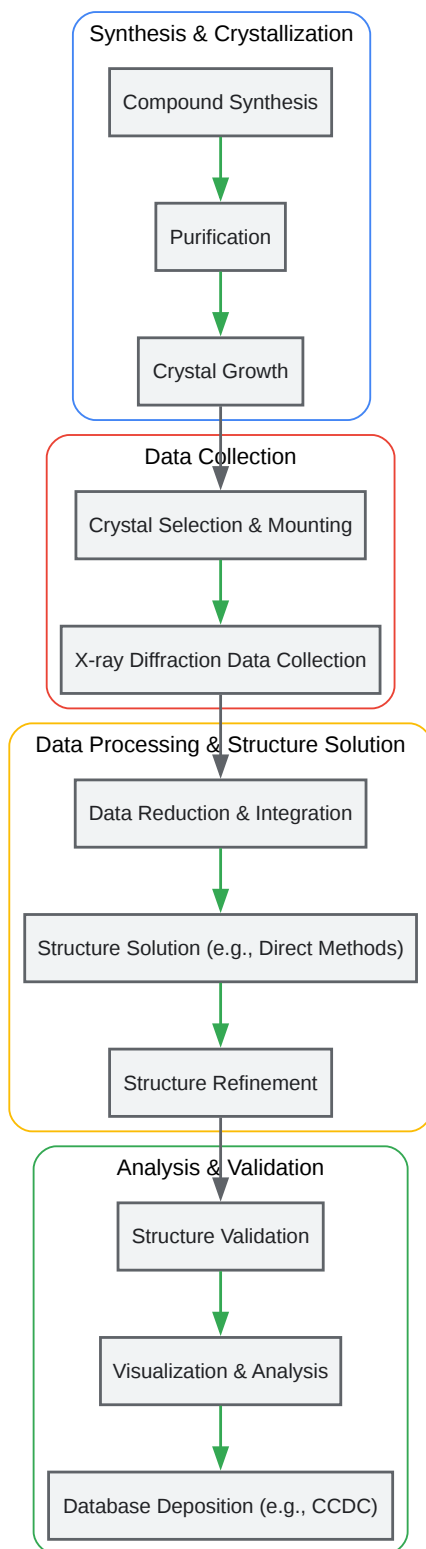 Synthesis & Crystallization
Compound Synthesis
Purification
Crystal Growth
Data Collection
Crystal Selection & Mounting
X-ray Diffraction Data Collection
Data Processing & Structure Solution
Data Reduction & Integration
Structure Solution (e.g., Direct Methods)
Structure Refinement
Analysis & Validation
Structure Validation
Visualization & Analysis
Database Deposition (e.g., CCDC)